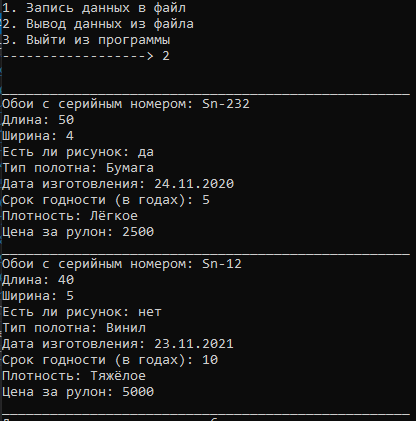 1. Запись данных в файл
2. Вывод данных из файла
3. Выйти из программы
------------------> 2
___________________________________________________
Обои с серийным номером: Sn-232
Длина: 50
Ширина: 4
Есть ли рисунок: да
Тип полотна: Бумага
Дата изготовления: 24.11.2020
Срок годности (в годах): 5
Плотность: Лёгкое
Цена за рулон: 2500
___________________________________________________
Обои с серийным номером: Sn-12
Длина: 40
Ширина: 5
Есть ли рисунок: нет
Тип полотна: Винил
Дата изготовления: 23.11.2021
Срок годности (в годах): 10
Плотность: Тяжёлое
Цена за рулон: 5000
___________________________________________________